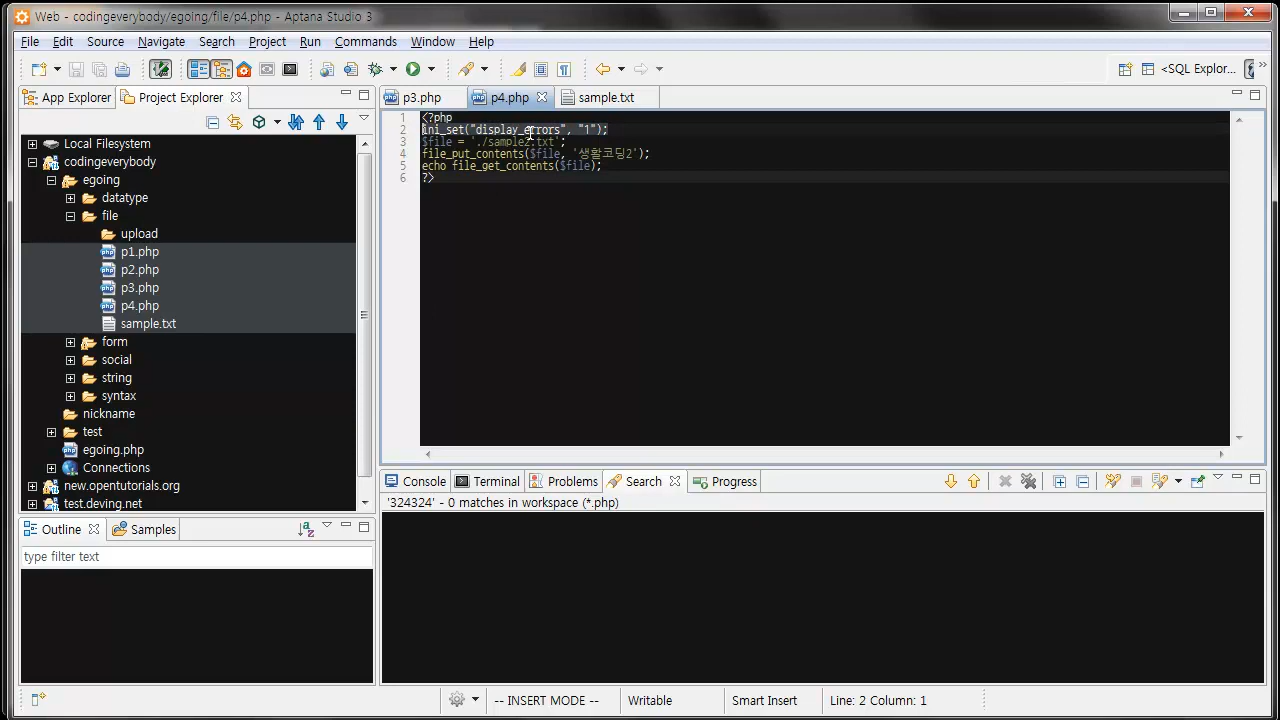 Web - codingeverybody/egoing/file/p4.php - Aptana Studio 3
File Edit Source Navigate Search Project Run Commands Window Help
<SQL Explor...
App Explorer Project Explorer
p3.php p4.php sample.txt
Local Filesystem
codingeverybody
egoing
datatype
file
upload
p1.php
p2.php
p3.php
p4.php
sample.txt
form
social
string
syntax
nickname
test
egoing.php
Connections
new.opentutorials.org
test.deving.net
1 <?php
2 ini_set("display_errors", "1");
3 $file = './sample2.txt';
4 file_put_contents($file, '생활코딩2');
5 echo file_get_contents($file);
6 ?>
Outline Samples
type filter text
Console Terminal Problems Search Progress
'324324' - 0 matches in workspace (*.php)
-- INSERT MODE -- Writable Smart Insert Line: 2 Column: 1